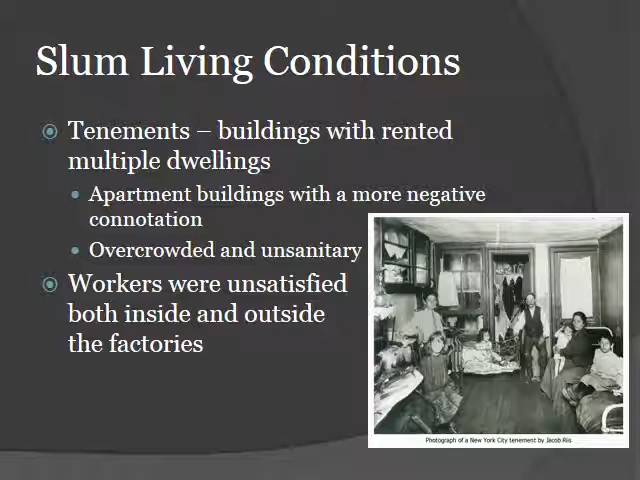 Slum Living Conditions
Tenements – buildings with rented
multiple dwellings
Apartment buildings with a more negative
connotation
Overcrowded and unsanitary
Workers were unsatisfied
both inside and outside
the factories
Photograph of a New York City tenement by Jacob Riis